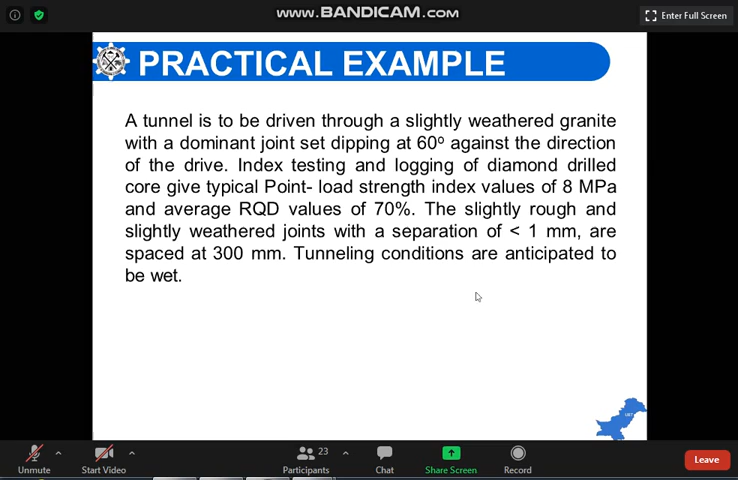 WWW.BANDICAM.COM
Enter Full Screen
PRACTICAL EXAMPLE
A tunnel is to be driven through a slightly weathered granite
with a dominant joint set dipping at 60º against the direction
of the drive. Index testing and logging of diamond drilled
core give typical Point- load strength index values of 8 MPa
and average RQD values of 70%. The slightly rough and
slightly weathered joints with a separation of < 1 mm, are
spaced at 300 mm. Tunneling conditions are anticipated to
be wet.
Unmute
Start Video
23
Participants
Chat
Share Screen
Record
Leave